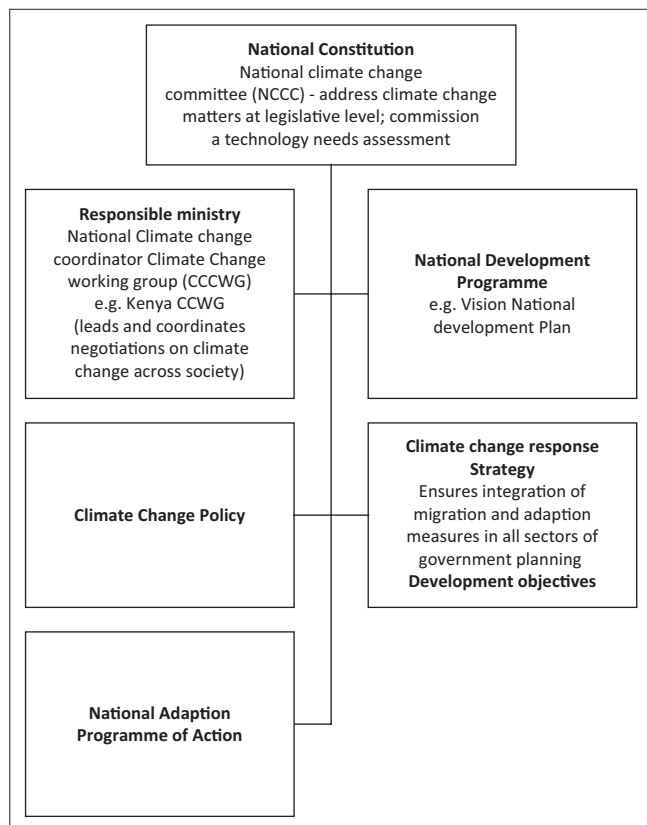 National Constitution
National climate change
committee (NCCC) - address climate change
matters at legislative level; commission
a technology needs assessment
Responsible ministry
National Climate change
coordinator Climate Change
working group (CCCWG)
e.g. Kenya CCWG
(leads and coordinates
negotiations on climate
change across society)
National Development
Programme
e.g. Vision National
development Plan
Climate Change Policy
Climate change response
Strategy
Ensures integration of
migration and adaption
measures in all sectors of
government planning
Development objectives
National Adaption
Programme of Action